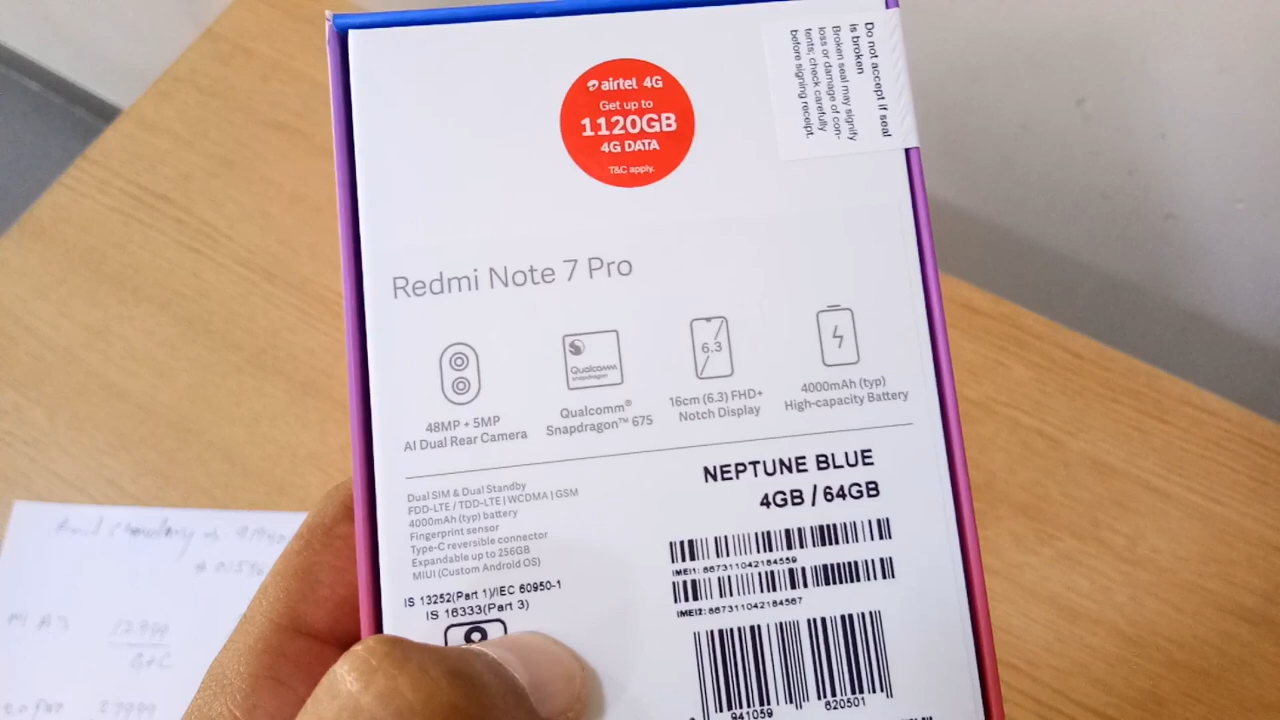 airtel 4G
Get up to
1120GB
4G DATA
T&C apply.
Do not accept if seal
is broken
Broken seal may signify
loss or damage of con-
tents; check carefully
before signing receipt.
Redmi Note 7 Pro
48MP + 5MP
AI Dual Rear Camera
Qualcomm
snapdragon
Qualcomm®
Snapdragon™ 675
6.3
16cm (6.3) FHD+
Notch Display
4000mAh (typ)
High-capacity Battery
NEPTUNE BLUE
4GB / 64GB
Dual SIM & Dual Standby
FDD-LTE / TDD-LTE | WCDMA | GSM
4000mAh (typ) battery
Fingerprint sensor
Type-C reversible connector
Expandable up to 256GB
MIUI (Custom Android OS)
IS 13252(Part 1)/IEC 60950-1
IS 16333(Part 3)
IMEI1: 867311042184559
IMEI2: 867311042184567
941059 620501
MI A3